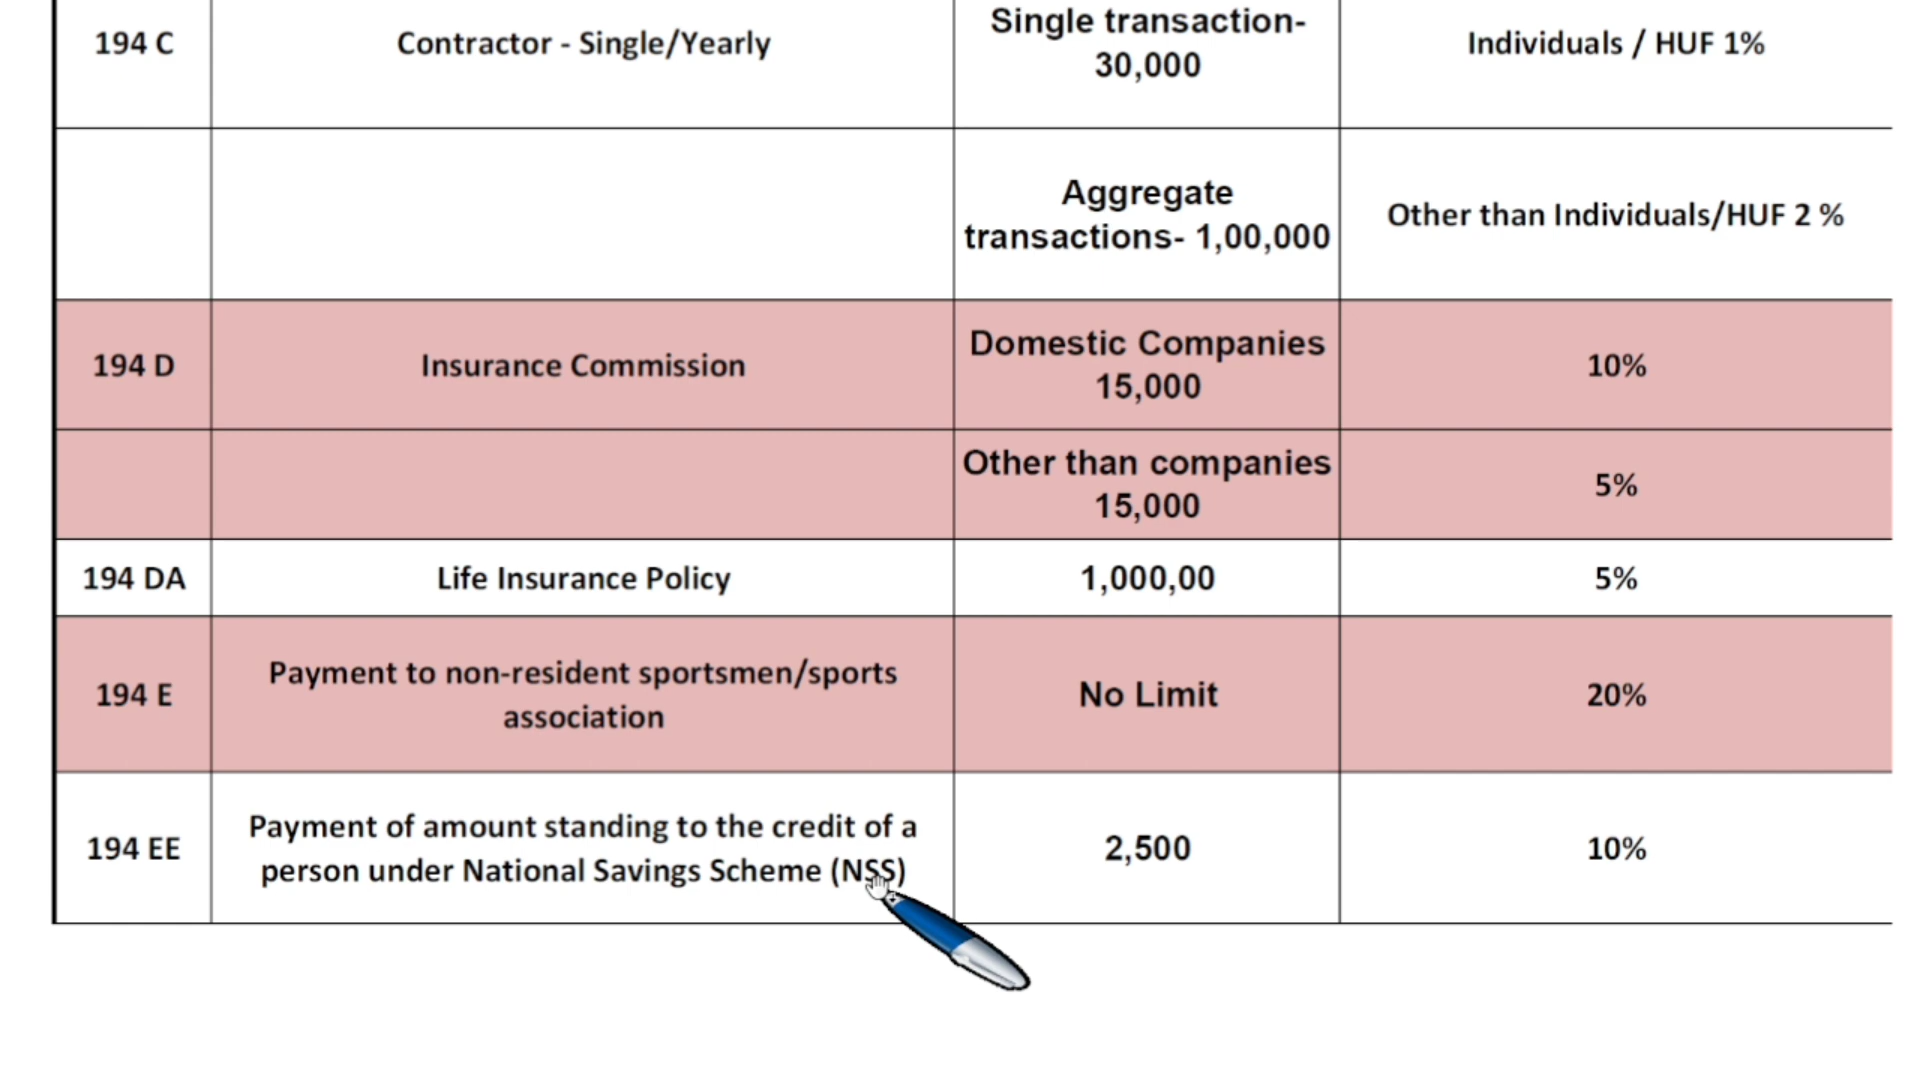 194 C
Contractor - Single/Yearly
Single transaction-
30,000
Individuals / HUF 1%
Aggregate
transactions- 1,00,000
Other than Individuals/HUF 2 %
194 D
Insurance Commission
Domestic Companies
15,000
10%
Other than companies
15,000
5%
194 DA
Life Insurance Policy
1,000,00
5%
194 E
Payment to non-resident sportsmen/sports
association
No Limit
20%
194 EE
Payment of amount standing to the credit of a
person under National Savings Scheme (NSS)
2,500
10%